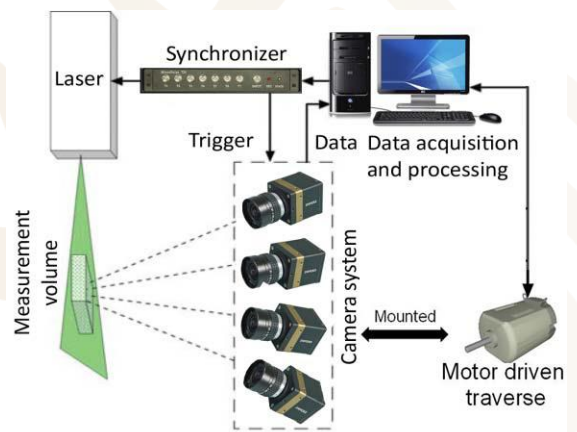 Synchronizer
Laser
Trigger
Data
Data acquisition
and processing
Measurement
volume
Camera system
Mounted
Motor driven
traverse